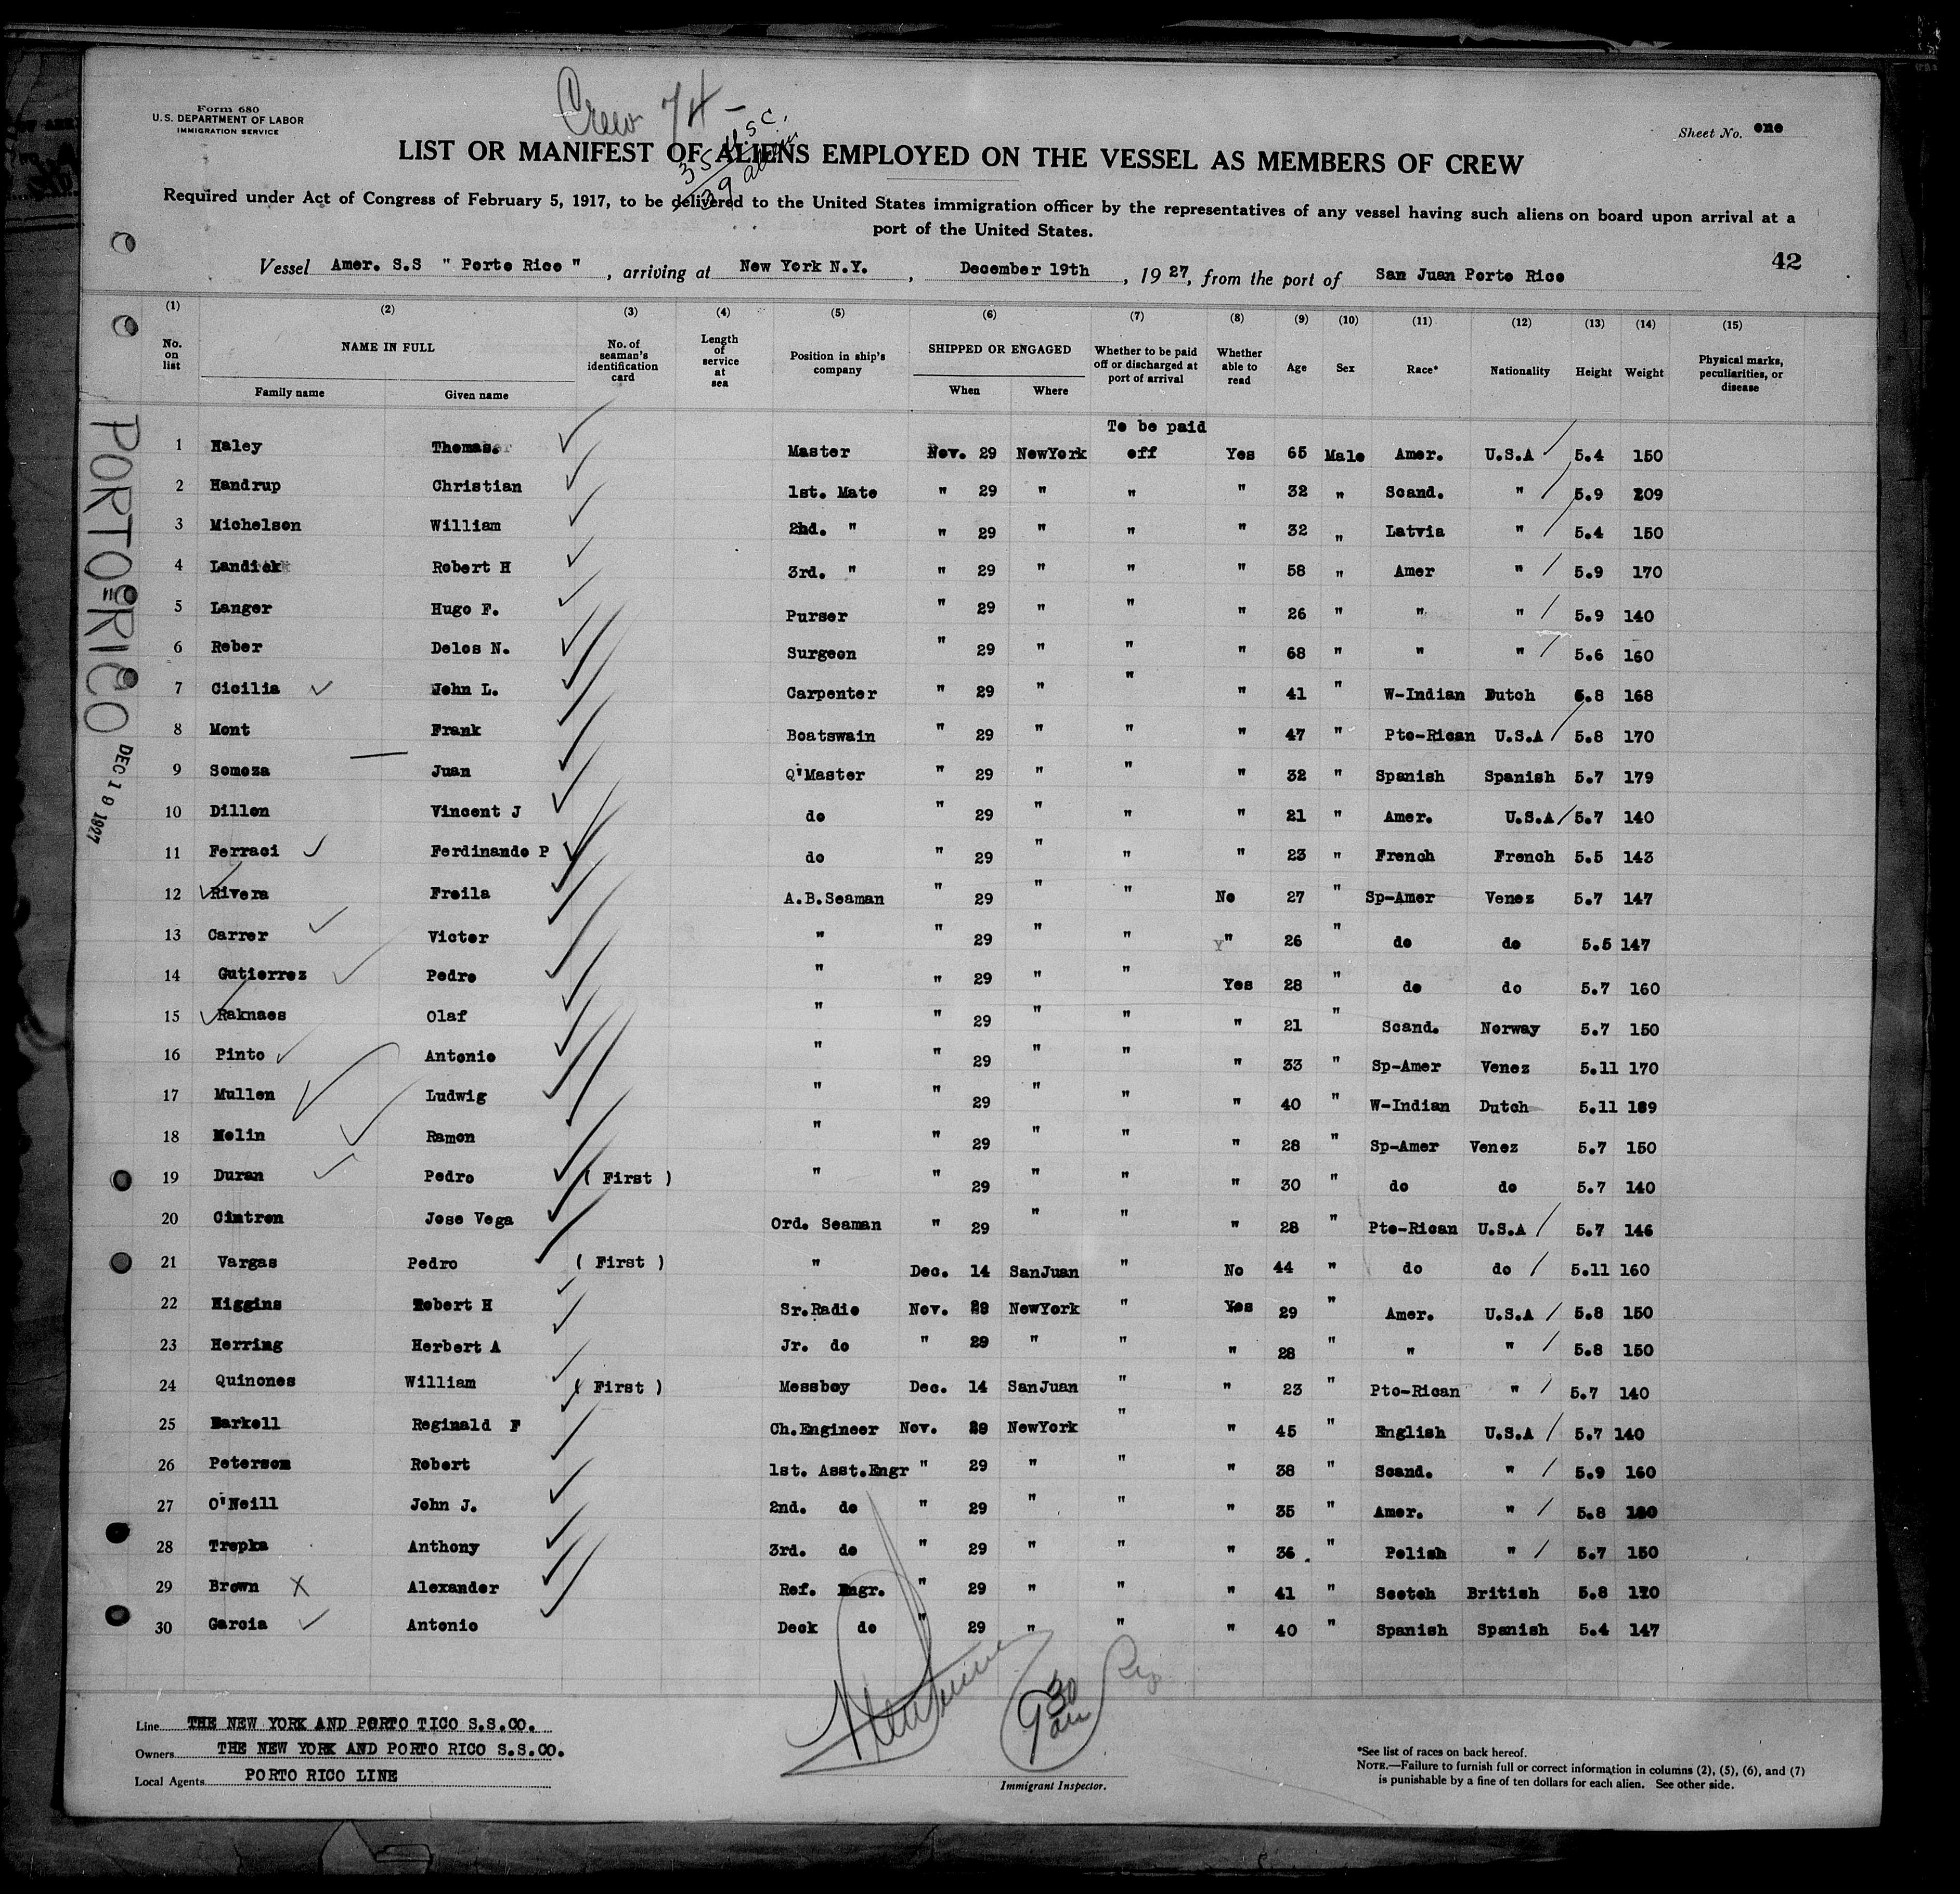 Form 680
U.S. DEPARTMENT OF LABOR
IMMIGRATION SERVICE
Crew 74 -
35 U.S.C.
39 aliens
Sheet No. one
LIST OR MANIFEST OF ALIENS EMPLOYED ON THE VESSEL AS MEMBERS OF CREW
Required under Act of Congress of February 5, 1917, to be delivered to the United States immigration officer by the representatives of any vessel having such aliens on board upon arrival at a
port of the United States.
42
Vessel Amer. S.S " Porto Rico " , arriving at New York N.Y. , December 19th , 19 27, from the port of San Juan Porto Rico
(1) (2) (3) (4) (5) (6) (7) (8) (9) (10) (11) (12) (13) (14) (15)
No. on list NAME IN FULL Family name Given name No. of seaman's identification card Length of service at sea Position in ship's company SHIPPED OR ENGAGED When Where Whether to be paid off or discharged at port of arrival Whether able to read Age Sex Race* Nationality Height Weight Physical marks, peculiarities, or disease
PORTO=RICO
DEC 19 1927
To be paid
1 Haley Thomas. Master Nov. 29 NewYork off Yes 65 Male Amer. U.S.A 5.4 150
2 Handrup Christian 1st. Mate " 29 " " " 32 " Scand. " 5.9 209
3 Michelson William 2nd. " " 29 " " " 32 " Latvia " 5.4 150
4 Landick Robert H 3rd. " " 29 " " " 58 " Amer " 5.9 170
5 Langer Hugo F. Purser " 29 " " " 26 " " " 5.9 140
6 Reber Delos N. Surgeon " 29 " " " 68 " " " 5.6 160
7 Cicilia John L. Carpenter " 29 " " " 41 " W-Indian Dutch 5.8 168
8 Mont Frank Boatswain " 29 " " " 47 " Pto-Rican U.S.A 5.8 170
9 Somoza Juan Q'Master " 29 " " " 32 " Spanish Spanish 5.7 179
10 Dillon Vincent J do " 29 " " " 21 " Amer. U.S.A 5.7 140
11 Ferraci Ferdinando P do " 29 " " " 23 " French French 5.5 143
12 Rivera Freila A.B.Seaman " 29 " " No 27 " Sp-Amer Venez 5.7 147
13 Carrer Victor " " 29 " " " 26 " do do 5.5 147
14 Gutierrez Pedro " " 29 " " Yes 28 " do do 5.7 160
15 Raknaes Olaf " " 29 " " " 21 " Scand. Norway 5.7 150
16 Pinto Antonio " " 29 " " " 33 " Sp-Amer Venez 5.11 170
17 Mullen Ludwig " " 29 " " " 40 " W-Indian Dutch 5.11 189
18 Molin Ramon " " 29 " " " 28 " Sp-Amer Venez 5.7 150
19 Duran Pedro ( First ) " " 29 " " " 30 " do do 5.7 140
20 Cintron Jose Vega Ord. Seaman " 29 " " " 28 " Pto-Rican U.S.A 5.7 146
21 Vargas Pedro ( First ) " Dec. 14 SanJuan " No 44 " do do 5.11 160
22 Higgins Robert H Sr.Radio Nov. 29 NewYork " Yes 29 " Amer. U.S.A 5.8 150
23 Herring Herbert A Jr. do " 29 " " " 28 " " " 5.8 150
24 Quinones William ( First ) Messboy Dec. 14 SanJuan " " 23 " Pto-Rican " 5.7 140
25 Barkell Reginald F Ch.Engineer Nov. 29 NewYork " " 45 " English U.S.A 5.7 140
26 Peterson Robert 1st. Asst.Engr " 29 " " " 38 " Scand. " 5.9 160
27 O'Neill John J. 2nd. do " 29 " " " 35 " Amer. " 5.8
28 Trepka Anthony 3rd. do " 29 " " " 36 " Polish " 5.7 150
29 Brown X Alexander Ref. Engr. " 29 " " " 41 " Scotch British 5.8
30 Garcia Antonio Deck do " 29 " " " 40 " Spanish Spanish 5.4 147
9 30 am
Line THE NEW YORK AND PORTO TICO S.S.CO.
Owners THE NEW YORK AND PORTO RICO S.S.CO.
Local Agents PORTO RICO LINE
Immigrant Inspector.
*See list of races on back hereof.
NOTE.—Failure to furnish full or correct information in columns (2), (5), (6), and (7)
is punishable by a fine of ten dollars for each alien. See other side.